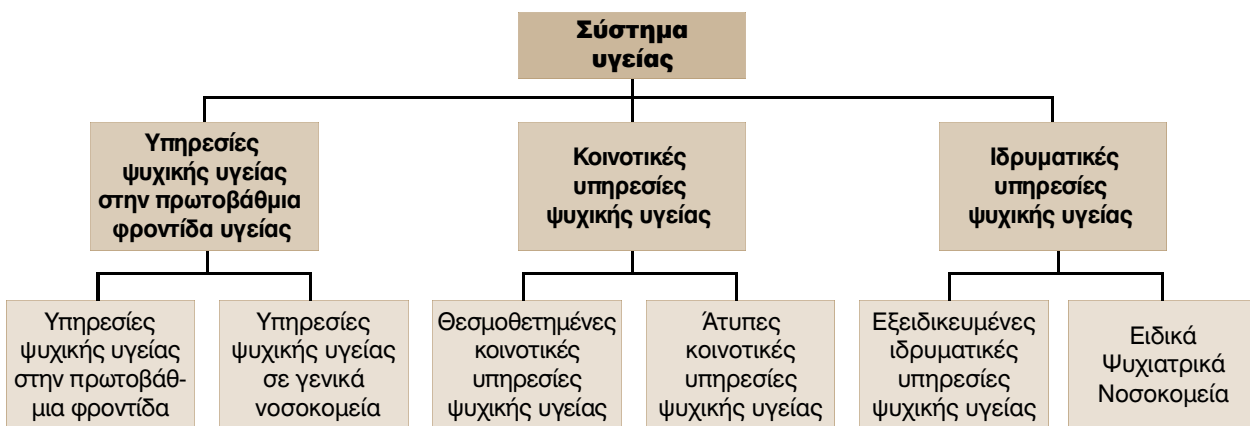 Σύστημα
υγείας
Υπηρεσίες
ψυχικής υγείας
στην πρωτοβάθμια
φροντίδα υγείας
Κοινοτικές
υπηρεσίες
ψυχικής υγείας
Ιδρυματικές
υπηρεσίες
ψυχικής υγείας
Υπηρεσίες
ψυχικής υγείας
στην πρωτοβάθ-
μια φροντίδα
Υπηρεσίες
ψυχικής υγείας
σε γενικά
νοσοκομεία
Θεσμοθετημένες
κοινοτικές
υπηρεσίες
ψυχικής υγείας
Άτυπες
κοινοτικές
υπηρεσίες
ψυχικής υγείας
Εξειδικευμένες
ιδρυματικές
υπηρεσίες
ψυχικής υγείας
Ειδικά
Ψυχιατρικά
Νοσοκομεία